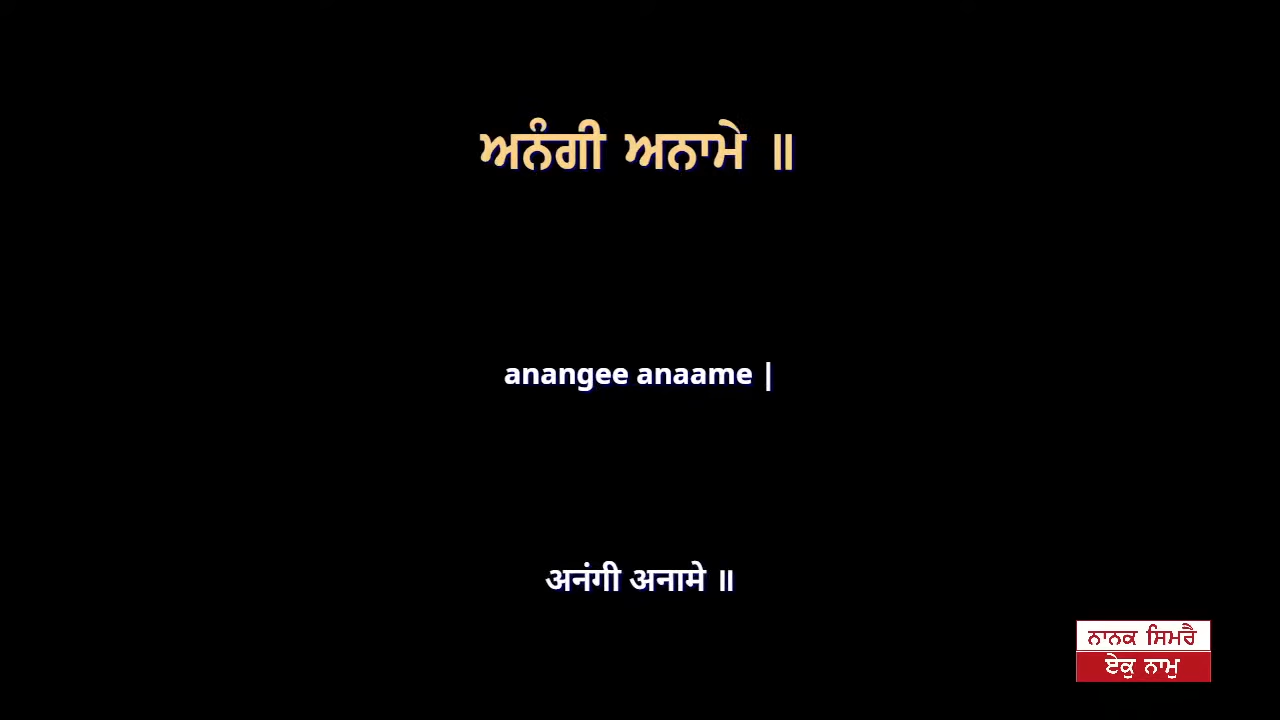 ਅਨੰਗੀ ਅਨਾਮੇ ॥
anangee anaame |
अनंगी अनामे ॥
ਨਾਨਕ ਸਿਮਰੈ
ਏਕੁ ਨਾਮੁ